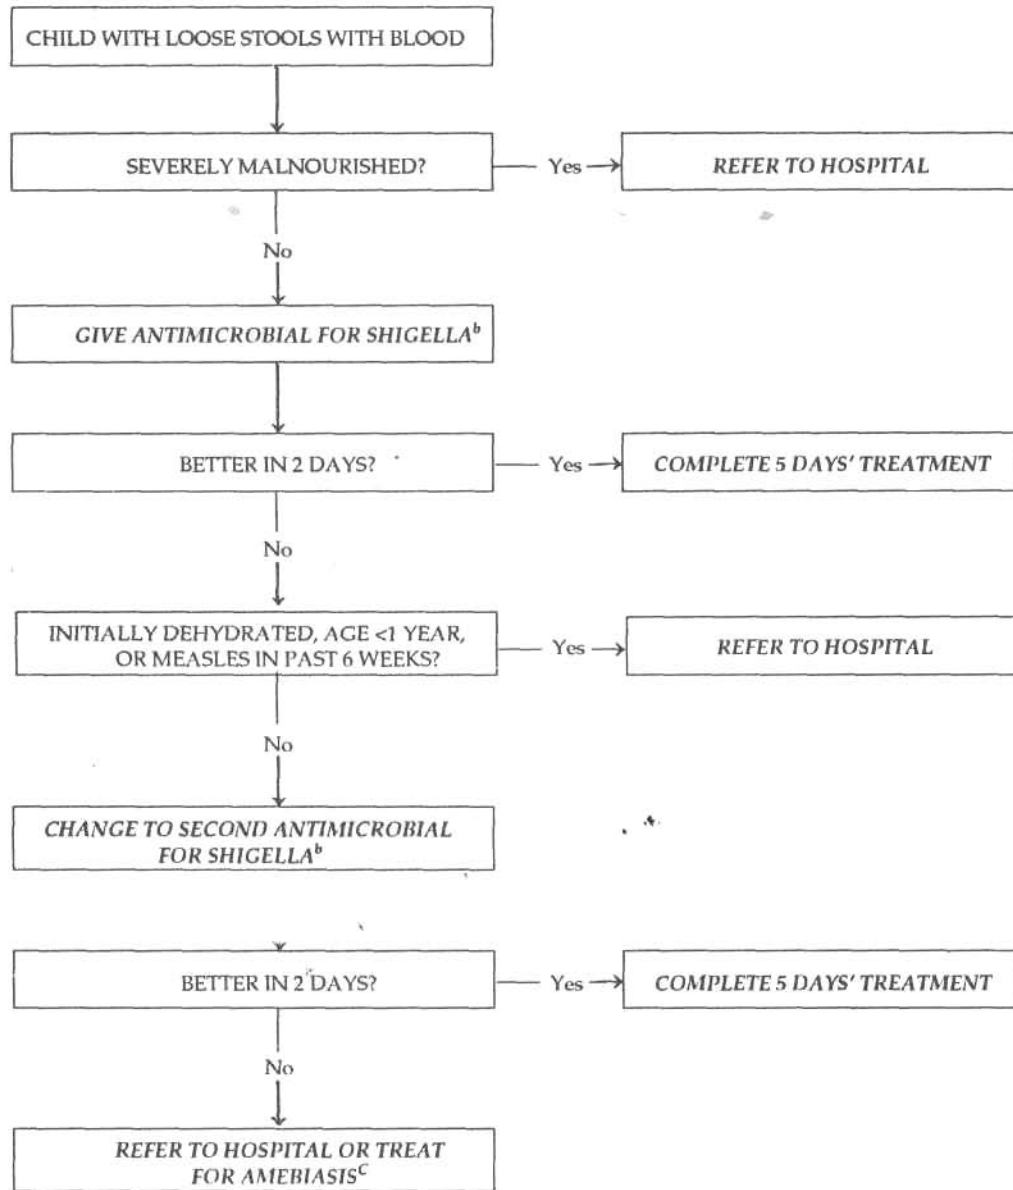 CHILD WITH LOOSE STOOLS WITH BLOOD
SEVERELY MALNOURISHED?
Yes
REFER TO HOSPITAL
No
GIVE ANTIMICROBIAL FOR SHIGELLAᵇ
BETTER IN 2 DAYS?
Yes
COMPLETE 5 DAYS' TREATMENT
No
INITIALLY DEHYDRATED, AGE <1 YEAR,
OR MEASLES IN PAST 6 WEEKS?
Yes
REFER TO HOSPITAL
No
CHANGE TO SECOND ANTIMICROBIAL
FOR SHIGELLAᵇ
BETTER IN 2 DAYS?
Yes
COMPLETE 5 DAYS' TREATMENT
No
REFER TO HOSPITAL OR TREAT
FOR AMEBIASISᶜ